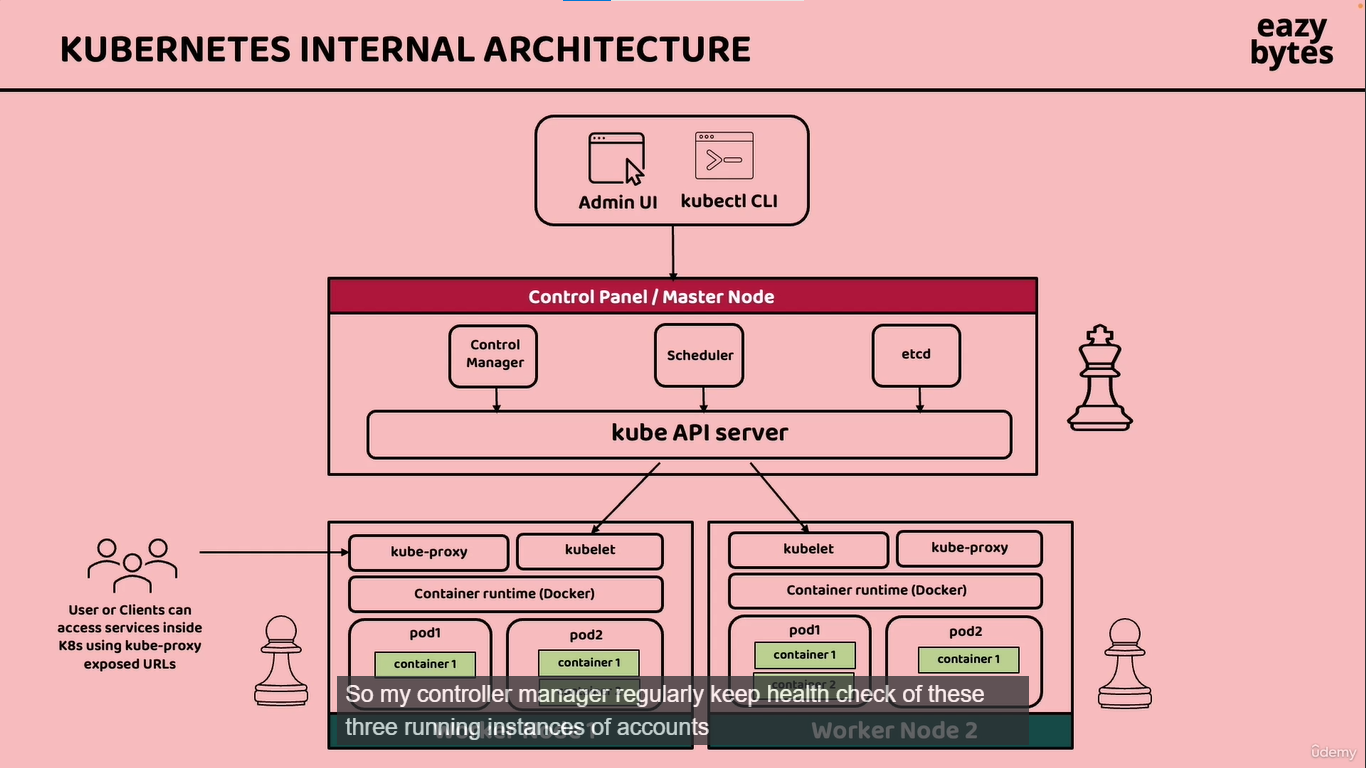 KUBERNETES INTERNAL ARCHITECTURE
eazy
bytes
Admin UI
kubectl CLI
Control Panel / Master Node
Control
Manager
Scheduler
etcd
kube API server
User or Clients can
access services inside
K8s using kube-proxy
exposed URLs
kube-proxy
kubelet
Container runtime (Docker)
pod1
container 1
pod2
container 1
Worker Node 1
kubelet
kube-proxy
Container runtime (Docker)
pod1
container 1
container 2
pod2
container 1
Worker Node 2
So my controller manager regularly keep health check of these
three running instances of accounts
ûdemy